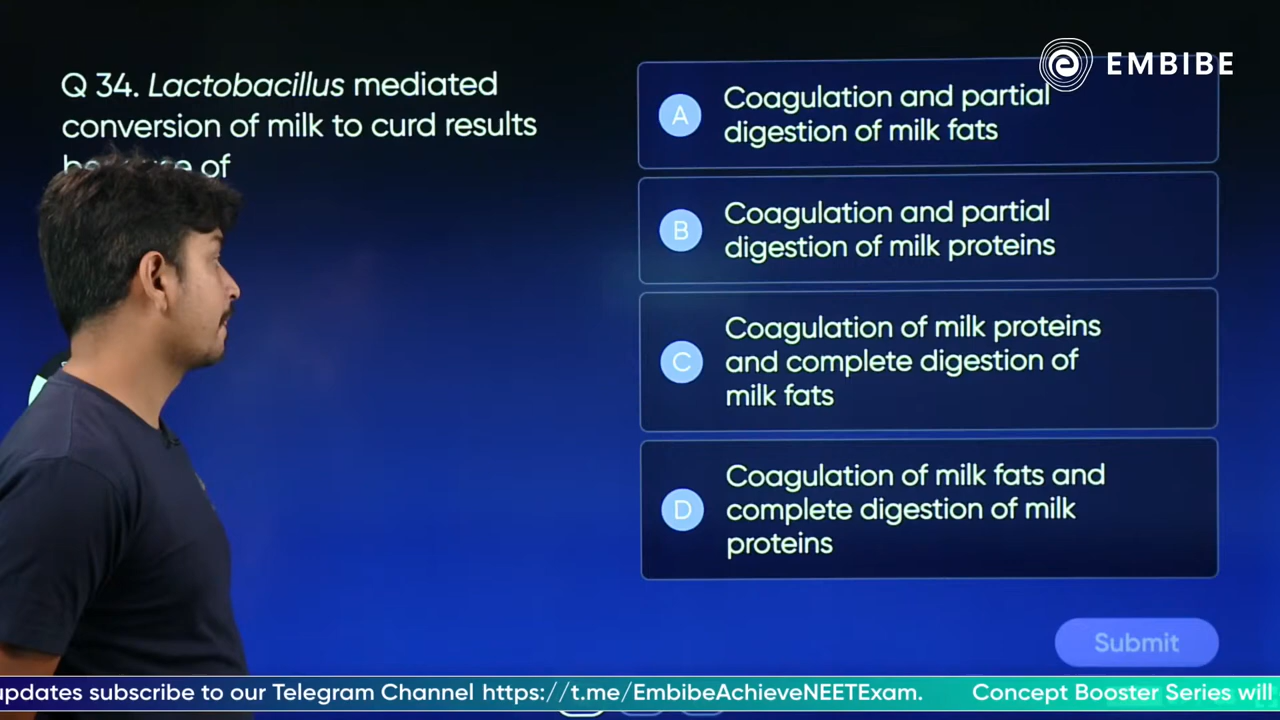 EMBIBE
Q 34. Lactobacillus mediated
conversion of milk to curd results
of
A
Coagulation and partial
digestion of milk fats
B
Coagulation and partial
digestion of milk proteins
C
Coagulation of milk proteins
and complete digestion of
milk fats
D
Coagulation of milk fats and
complete digestion of milk
proteins
Submit
updates subscribe to our Telegram Channel https://t.me/EmbibeAchieveNEETExam. Concept Booster Series will